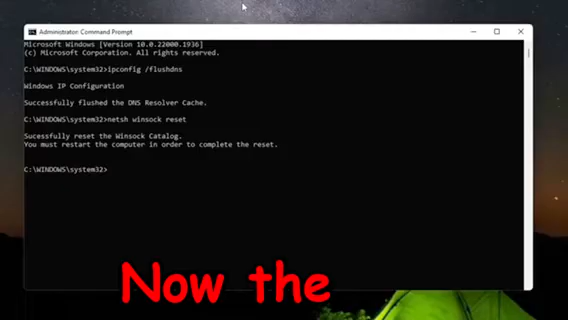 Administrator: Command Prompt
Microsoft Windows [Version 10.0.22000.1936]
(c) Microsoft Corporation. All rights reserved.
C:\WINDOWS\system32>ipconfig /flushdns
Windows IP Configuration
Successfully flushed the DNS Resolver Cache.
C:\WINDOWS\system32>netsh winsock reset
Sucessfully reset the Winsock Catalog.
You must restart the computer in order to complete the reset.
C:\WINDOWS\system32>
Now the